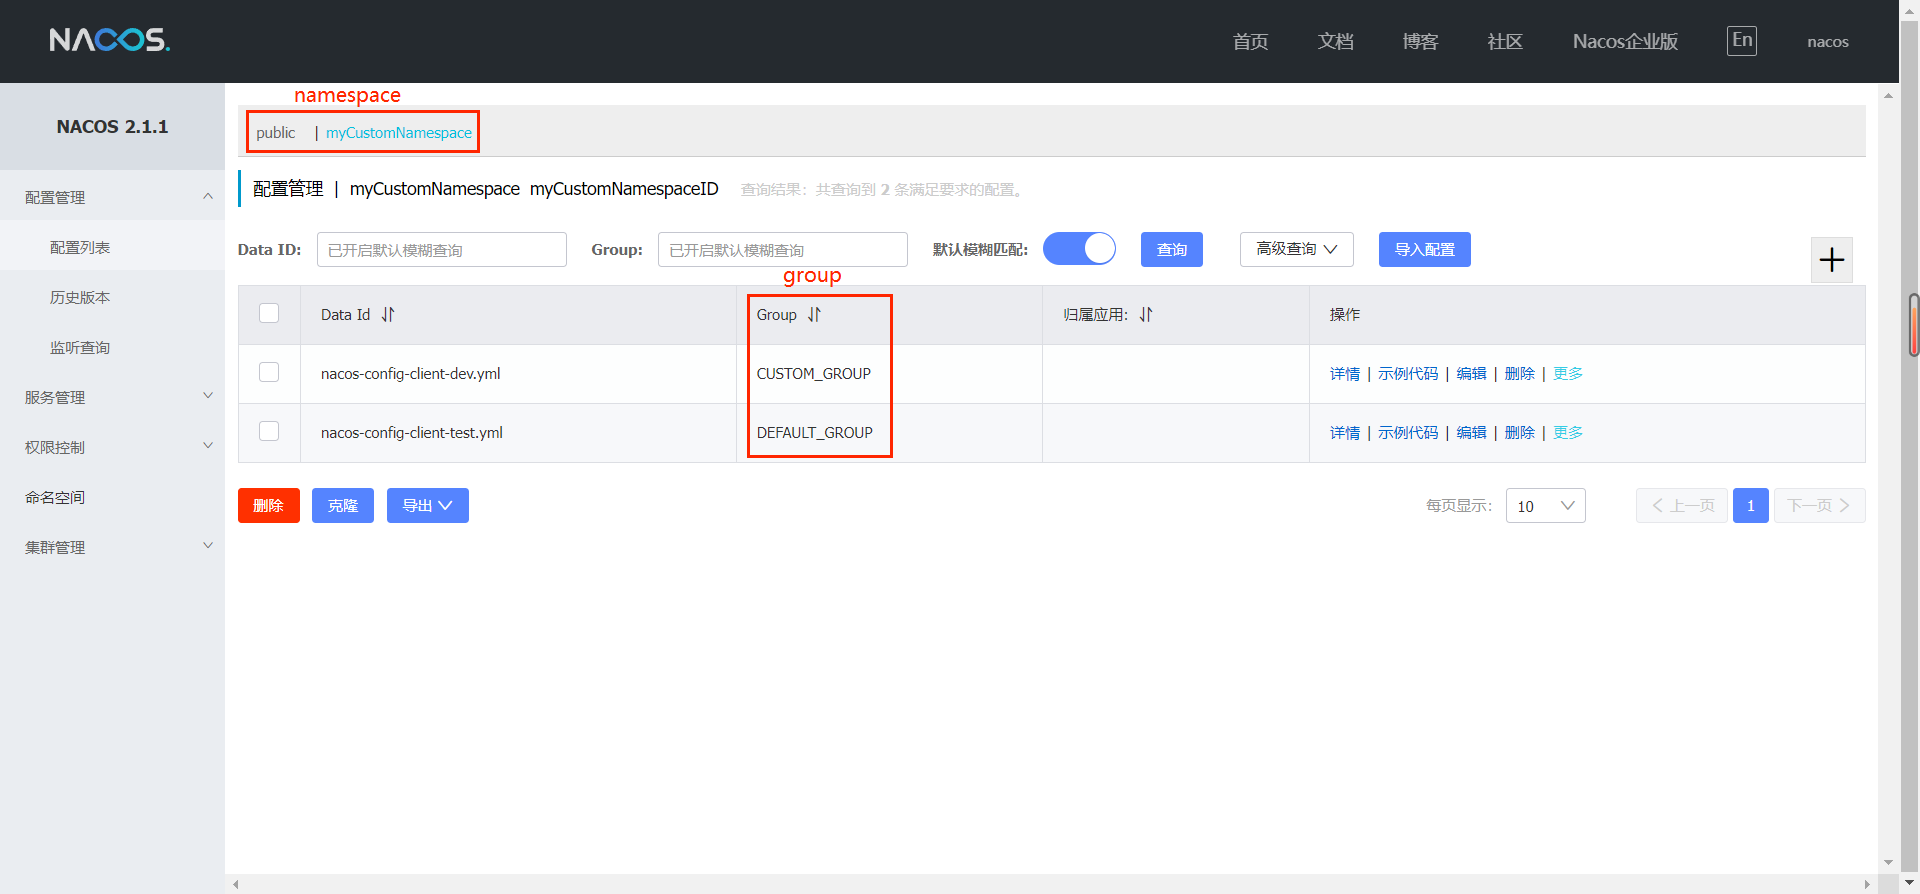 NACOS.
首页 文档 博客 社区 Nacos企业版 En nacos
NACOS 2.1.1
配置管理
配置列表
历史版本
监听查询
服务管理
权限控制
命名空间
集群管理
namespace
public | myCustomNamespace
配置管理 | myCustomNamespace myCustomNamespaceID 查询结果：共查询到 2 条满足要求的配置。
Data ID: 已开启默认模糊查询 Group: 已开启默认模糊查询 默认模糊匹配: 查询 高级查询 导入配置
group
Data Id Group 归属应用: 操作
nacos-config-client-dev.yml CUSTOM_GROUP 详情 | 示例代码 | 编辑 | 删除 | 更多
nacos-config-client-test.yml DEFAULT_GROUP 详情 | 示例代码 | 编辑 | 删除 | 更多
删除 克隆 导出 每页显示: 10 上一页 1 下一页